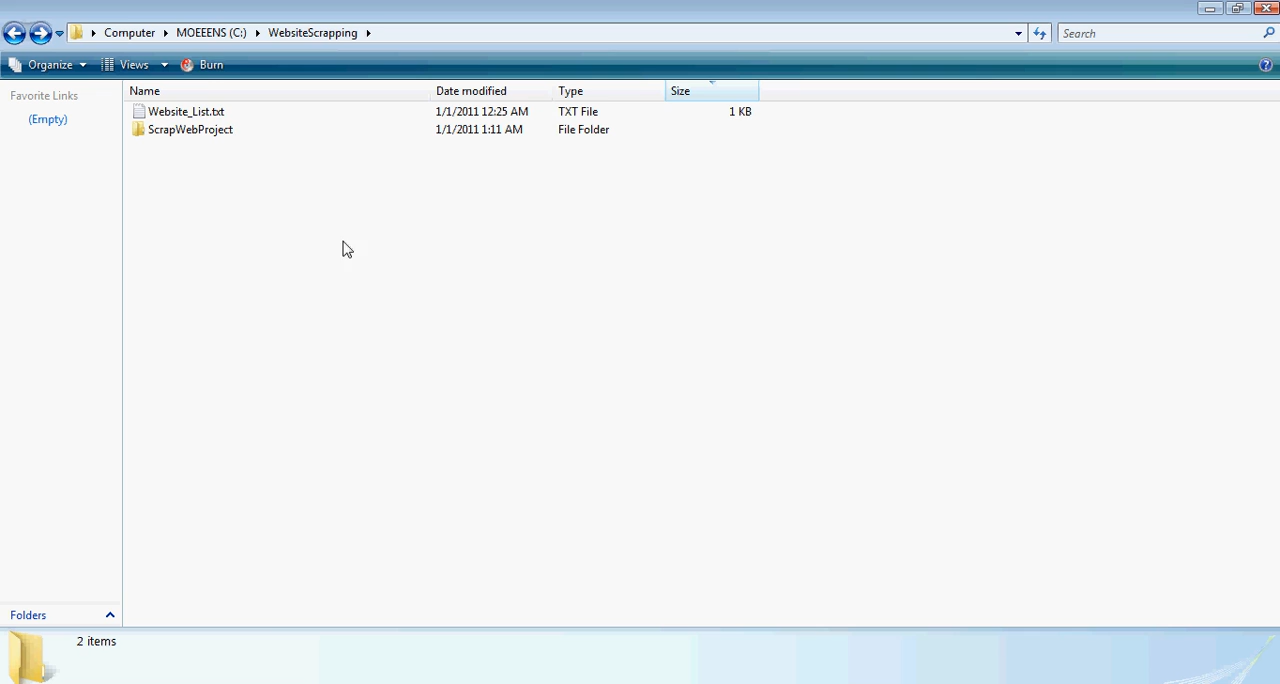 Computer MOEEENS (C:) WebsiteScrapping Search
Organize Views Burn
Favorite Links
(Empty)
Name Date modified Type Size
Website_List.txt 1/1/2011 12:25 AM TXT File 1 KB
ScrapWebProject 1/1/2011 1:11 AM File Folder
Folders
2 items